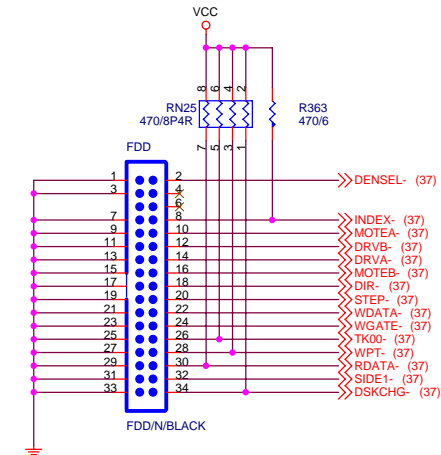 VCC
8 6 4 2
RN25
470/8P4R
R363
470/6
7 5 3 1
FDD
1 2 DENSEL- (37)
3 4
6
7 8 INDEX- (37)
9 10 MOTEA- (37)
11 12 DRVB- (37)
13 14 DRVA- (37)
15 16 MOTEB- (37)
17 18 DIR- (37)
19 20 STEP- (37)
21 22 WDATA- (37)
23 24 WGATE- (37)
25 26 TK00- (37)
27 28 WPT- (37)
29 30 RDATA- (37)
31 32 SIDE1- (37)
33 34 DSKCHG- (37)
FDD/N/BLACK